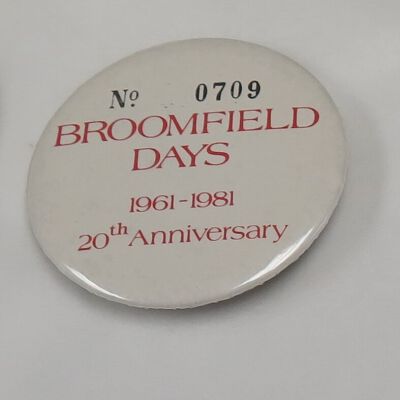 Nº 0709
BROOMFIELD
DAYS
1961-1981
20th Anniversary